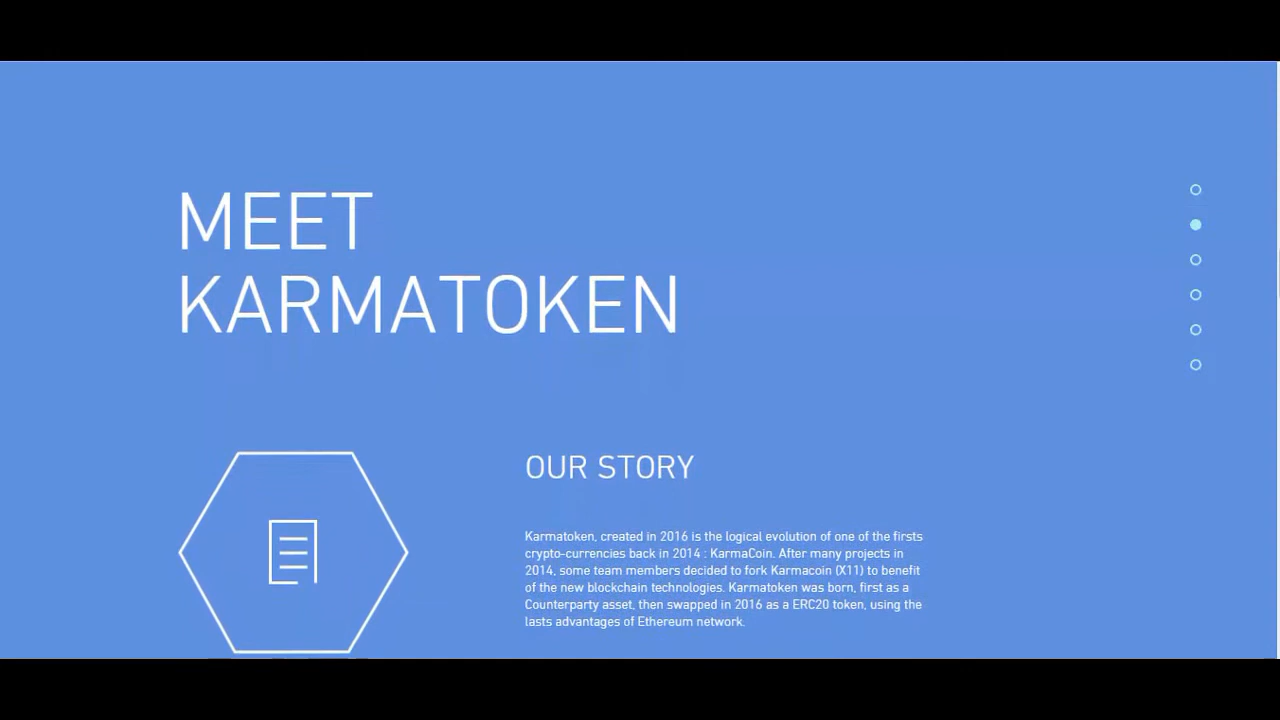 MEET
KARMATOKEN
OUR STORY
Karmatoken, created in 2016 is the logical evolution of one of the firsts
crypto-currencies back in 2014 : KarmaCoin. After many projects in
2014, some team members decided to fork Karmacoin (X11) to benefit
of the new blockchain technologies. Karmatoken was born, first as a
Counterparty asset, then swapped in 2016 as a ERC20 token, using the
lasts advantages of Ethereum network.